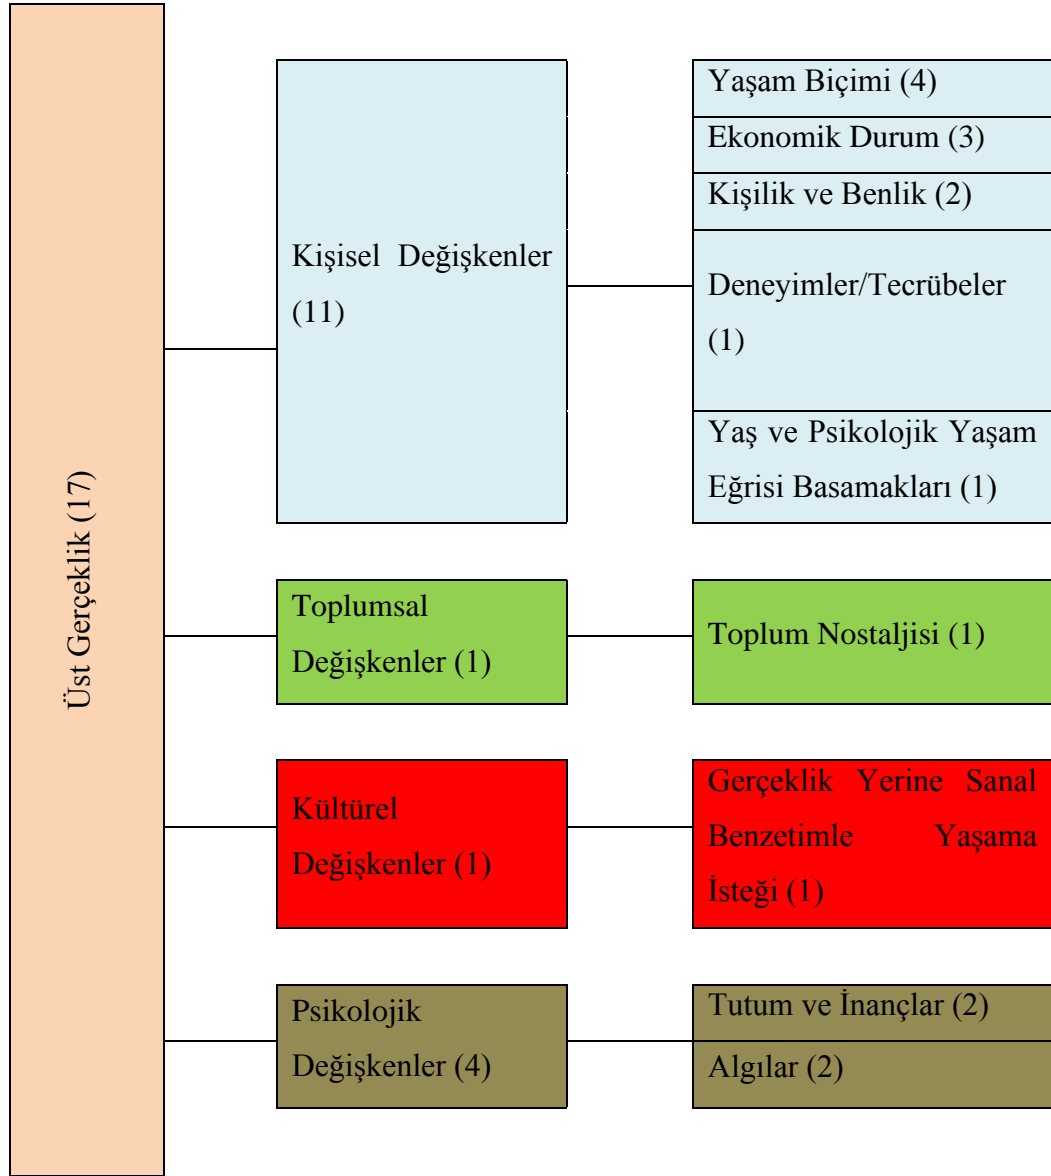 Üst Gerçeklik (17)
Kişisel Değişkenler
(11)
Yaşam Biçimi (4)
Ekonomik Durum (3)
Kişilik ve Benlik (2)
Deneyimler/Tecrübeler
(1)
Yaş ve Psikolojik Yaşam
Eğrisi Basamakları (1)
Toplumsal
Değişkenler (1)
Toplum Nostaljisi (1)
Kültürel
Değişkenler (1)
Gerçeklik Yerine Sanal
Benzetimle Yaşama
İsteği (1)
Psikolojik
Değişkenler (4)
Tutum ve İnançlar (2)
Algılar (2)